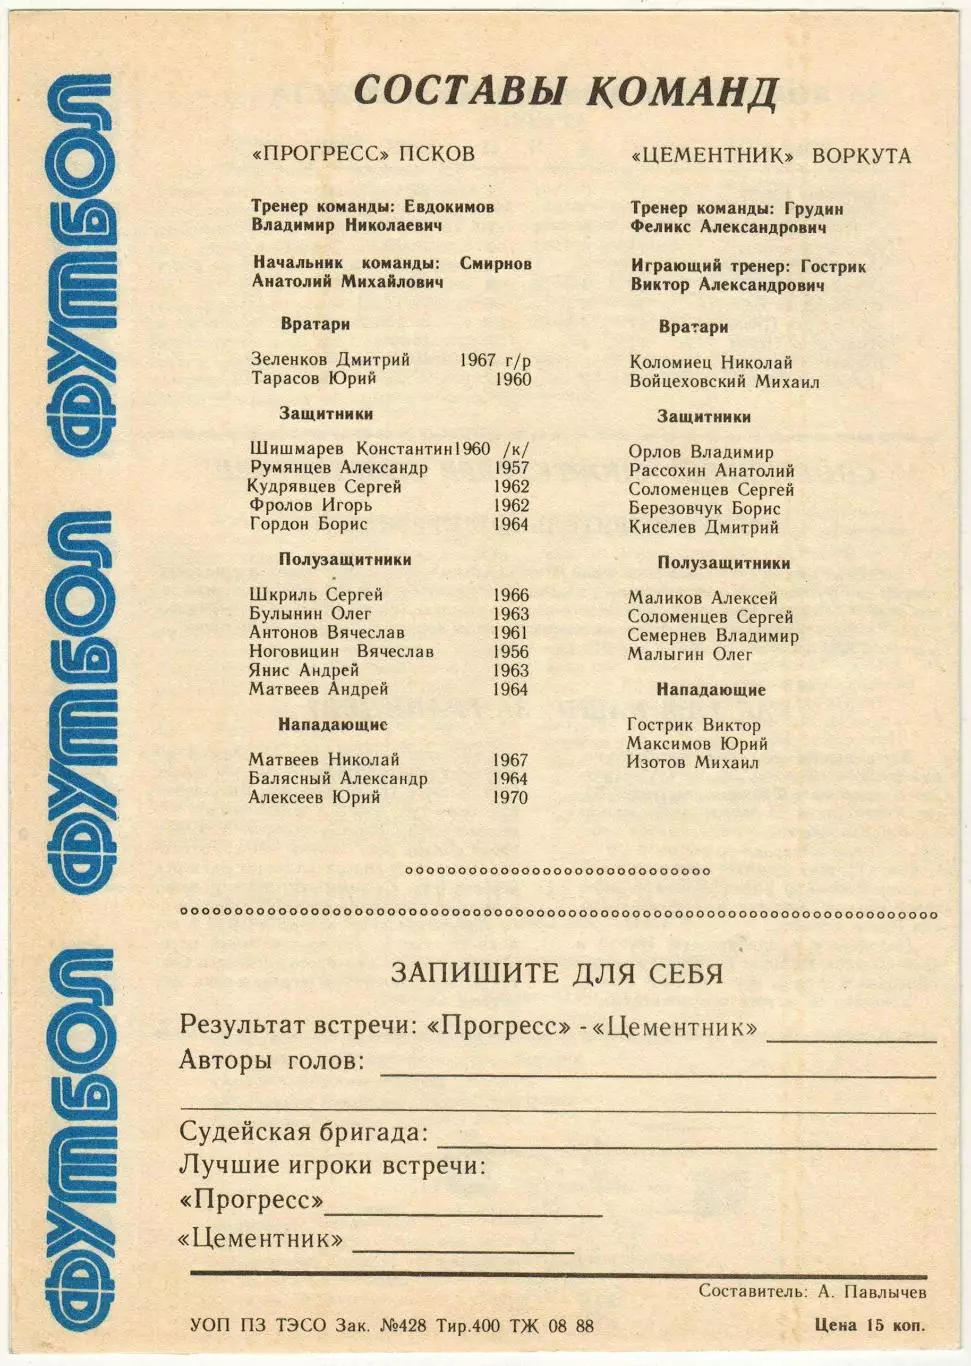 ФУТБОЛ ФУТБОЛ ФУТБОЛ
СОСТАВЫ КОМАНД
«ПРОГРЕСС» ПСКОВ
Тренер команды: Евдокимов
Владимир Николаевич
Начальник команды: Смирнов
Анатолий Михайлович
Вратари
Зеленков Дмитрий 1967 г/р
Тарасов Юрий 1960
Защитники
Шишмарев Константин1960 /к/
Румянцев Александр 1957
Кудрявцев Сергей 1962
Фролов Игорь 1962
Гордон Борис 1964
Полузащитники
Шкриль Сергей 1966
Булынин Олег 1963
Антонов Вячеслав 1961
Ноговицин Вячеслав 1956
Янис Андрей 1963
Матвеев Андрей 1964
Нападающие
Матвеев Николай 1967
Балясный Александр 1964
Алексеев Юрий 1970
«ЦЕМЕНТНИК» ВОРКУТА
Тренер команды: Грудин
Феликс Александрович
Играющий тренер: Гострик
Виктор Александрович
Вратари
Коломиец Николай
Войцеховский Михаил
Защитники
Орлов Владимир
Рассохин Анатолий
Соломенцев Сергей
Березовчук Борис
Киселев Дмитрий
Полузащитники
Маликов Алексей
Соломенцев Сергей
Семернев Владимир
Малыгин Олег
Нападающие
Гострик Виктор
Максимов Юрий
Изотов Михаил
ЗАПИШИТЕ ДЛЯ СЕБЯ
Результат встречи: «Прогресс» - «Цементник»
Авторы голов:
Судейская бригада:
Лучшие игроки встречи:
«Прогресс»
«Цементник»
Составитель: А. Павлычев
УОП ПЗ ТЭСО Зак. №428 Тир.400 ТЖ 08 88 Цена 15 коп.